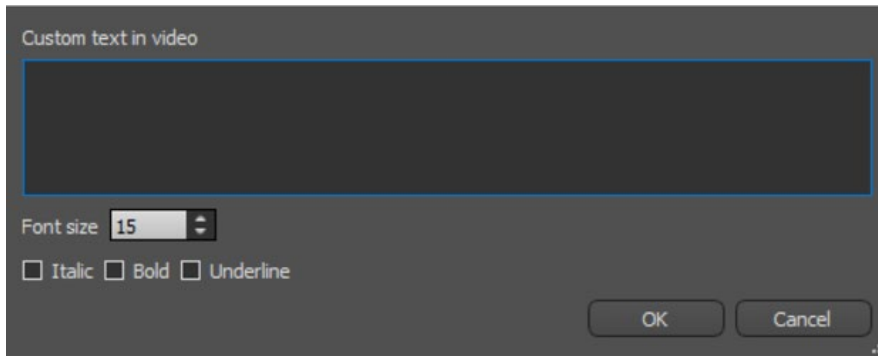 Custom text in video
Font size 15
Italic Bold Underline
OK Cancel